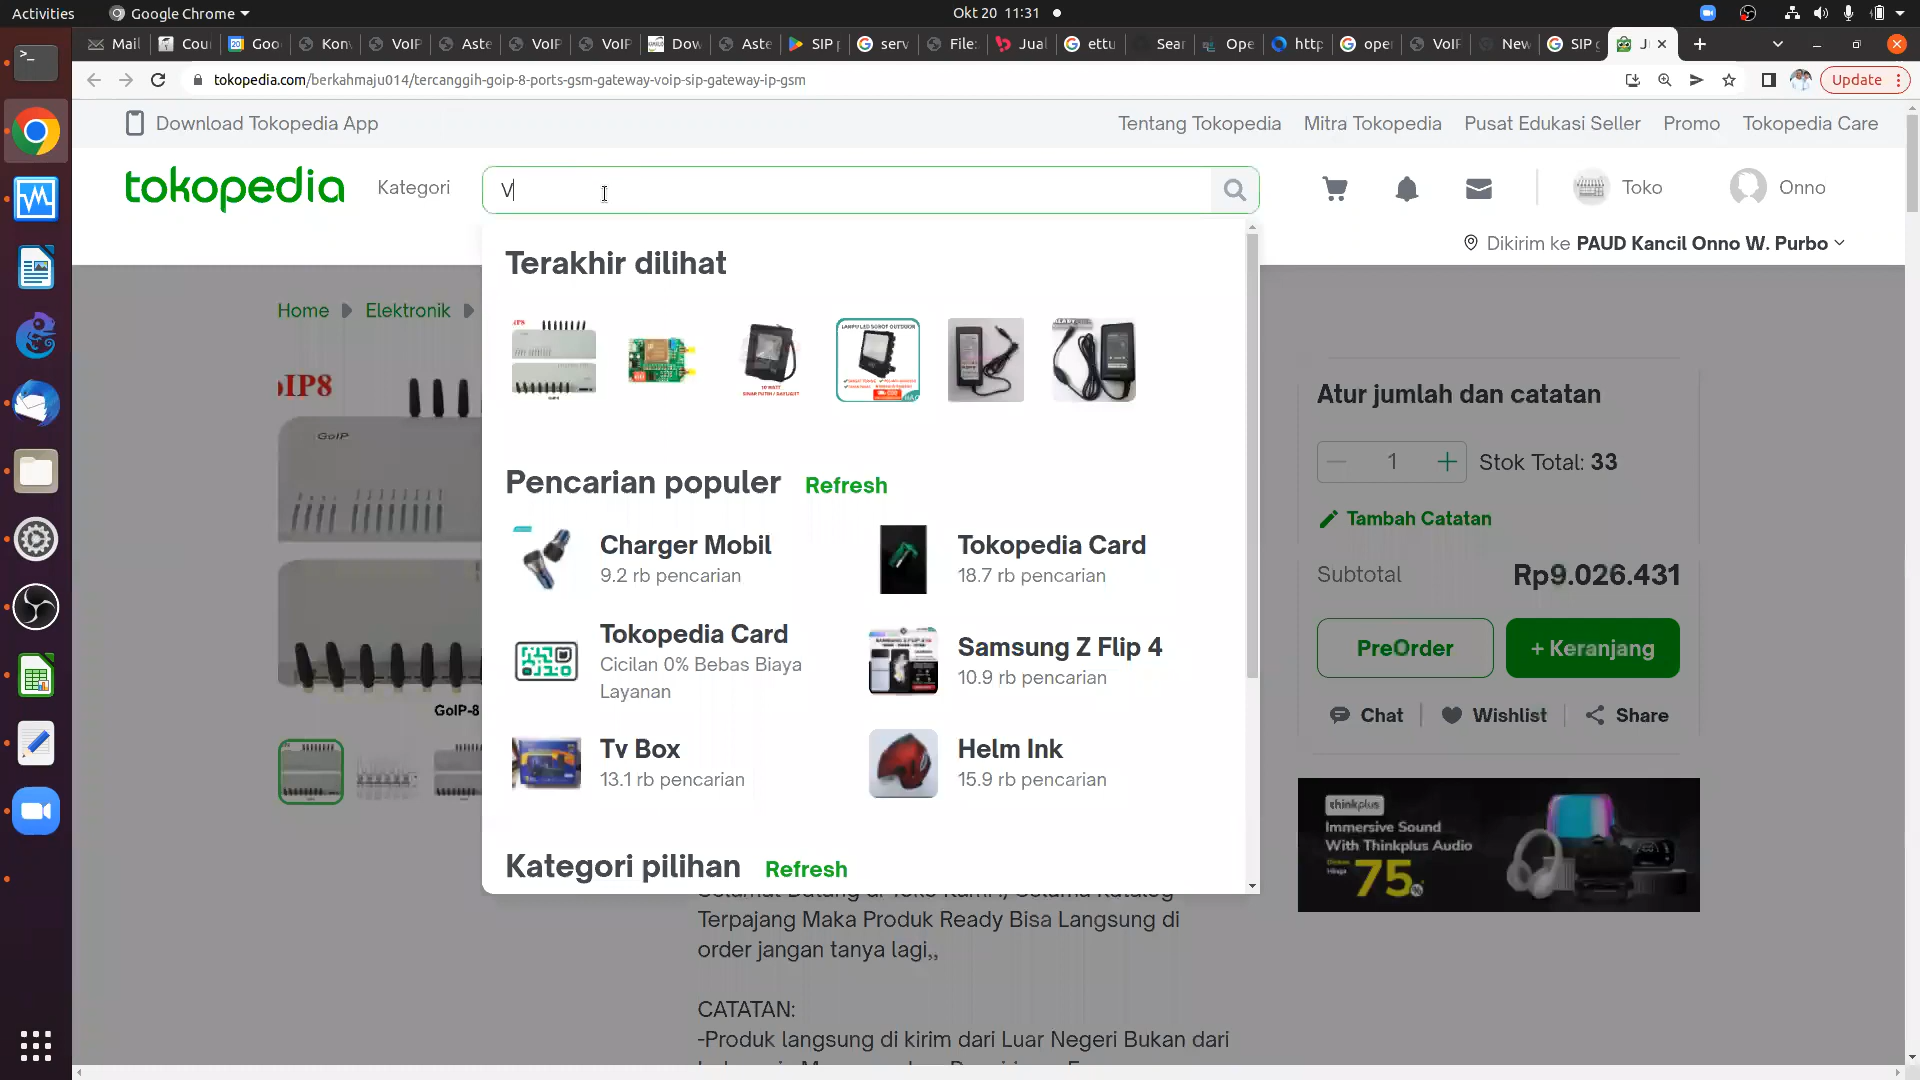 Activities
Google Chrome
Okt 20 11:31
Mail
Cou
Goo
Kon
VoIP
Aste
VoIP
VoIP
Dow
Aste
SIP
serv
File:
Jual
ettu
Sear
Ope
http
oper
VoIP
New
SIP
tokopedia.com/berkahmaju014/tercanggih-goip-8-ports-gsm-gateway-voip-sip-gateway-ip-gsm
Update
Download Tokopedia App
Tentang Tokopedia
Mitra Tokopedia
Pusat Edukasi Seller
Promo
Tokopedia Care
tokopedia
Kategori
V
Toko
Onno
Dikirim ke PAUD Kancil Onno W. Purbo
Home
Elektronik
Terakhir dilihat
GoIP
GoIP-8
Pencarian populer
Refresh
Charger Mobil
9.2 rb pencarian
Tokopedia Card
18.7 rb pencarian
Tokopedia Card
Cicilan 0% Bebas Biaya
Layanan
Samsung Z Flip 4
10.9 rb pencarian
Tv Box
13.1 rb pencarian
Helm Ink
15.9 rb pencarian
Kategori pilihan
Refresh
Atur jumlah dan catatan
1
Stok Total: 33
Tambah Catatan
Subtotal
Rp9.026.431
PreOrder
+ Keranjang
Chat
Wishlist
Share
thinkplus
Immersive Sound
With Thinkplus Audio
75%
Terpajang Maka Produk Ready Bisa Langsung di
order jangan tanya lagi,,
CATATAN:
-Produk langsung di kirim dari Luar Negeri Bukan dari